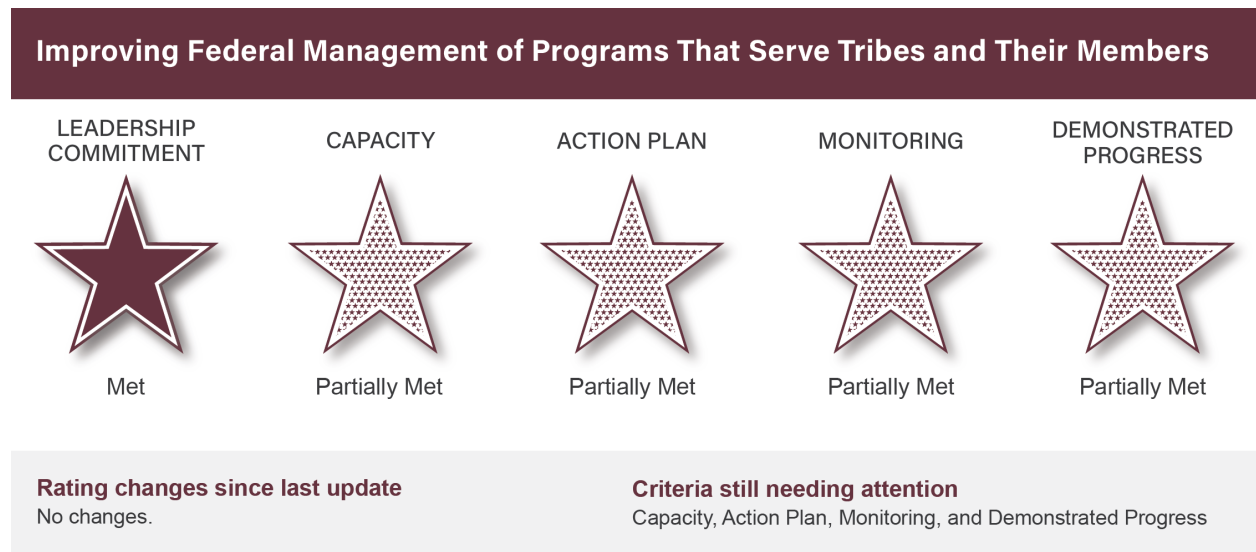 Improving Federal Management of Programs That Serve Tribes and Their Members
LEADERSHIP
COMMITMENT
CAPACITY
ACTION PLAN
MONITORING
DEMONSTRATED
PROGRESS
Met
Partially Met
Partially Met
Partially Met
Partially Met
Rating changes since last update
No changes.
Criteria still needing attention
Capacity, Action Plan, Monitoring, and Demonstrated Progress